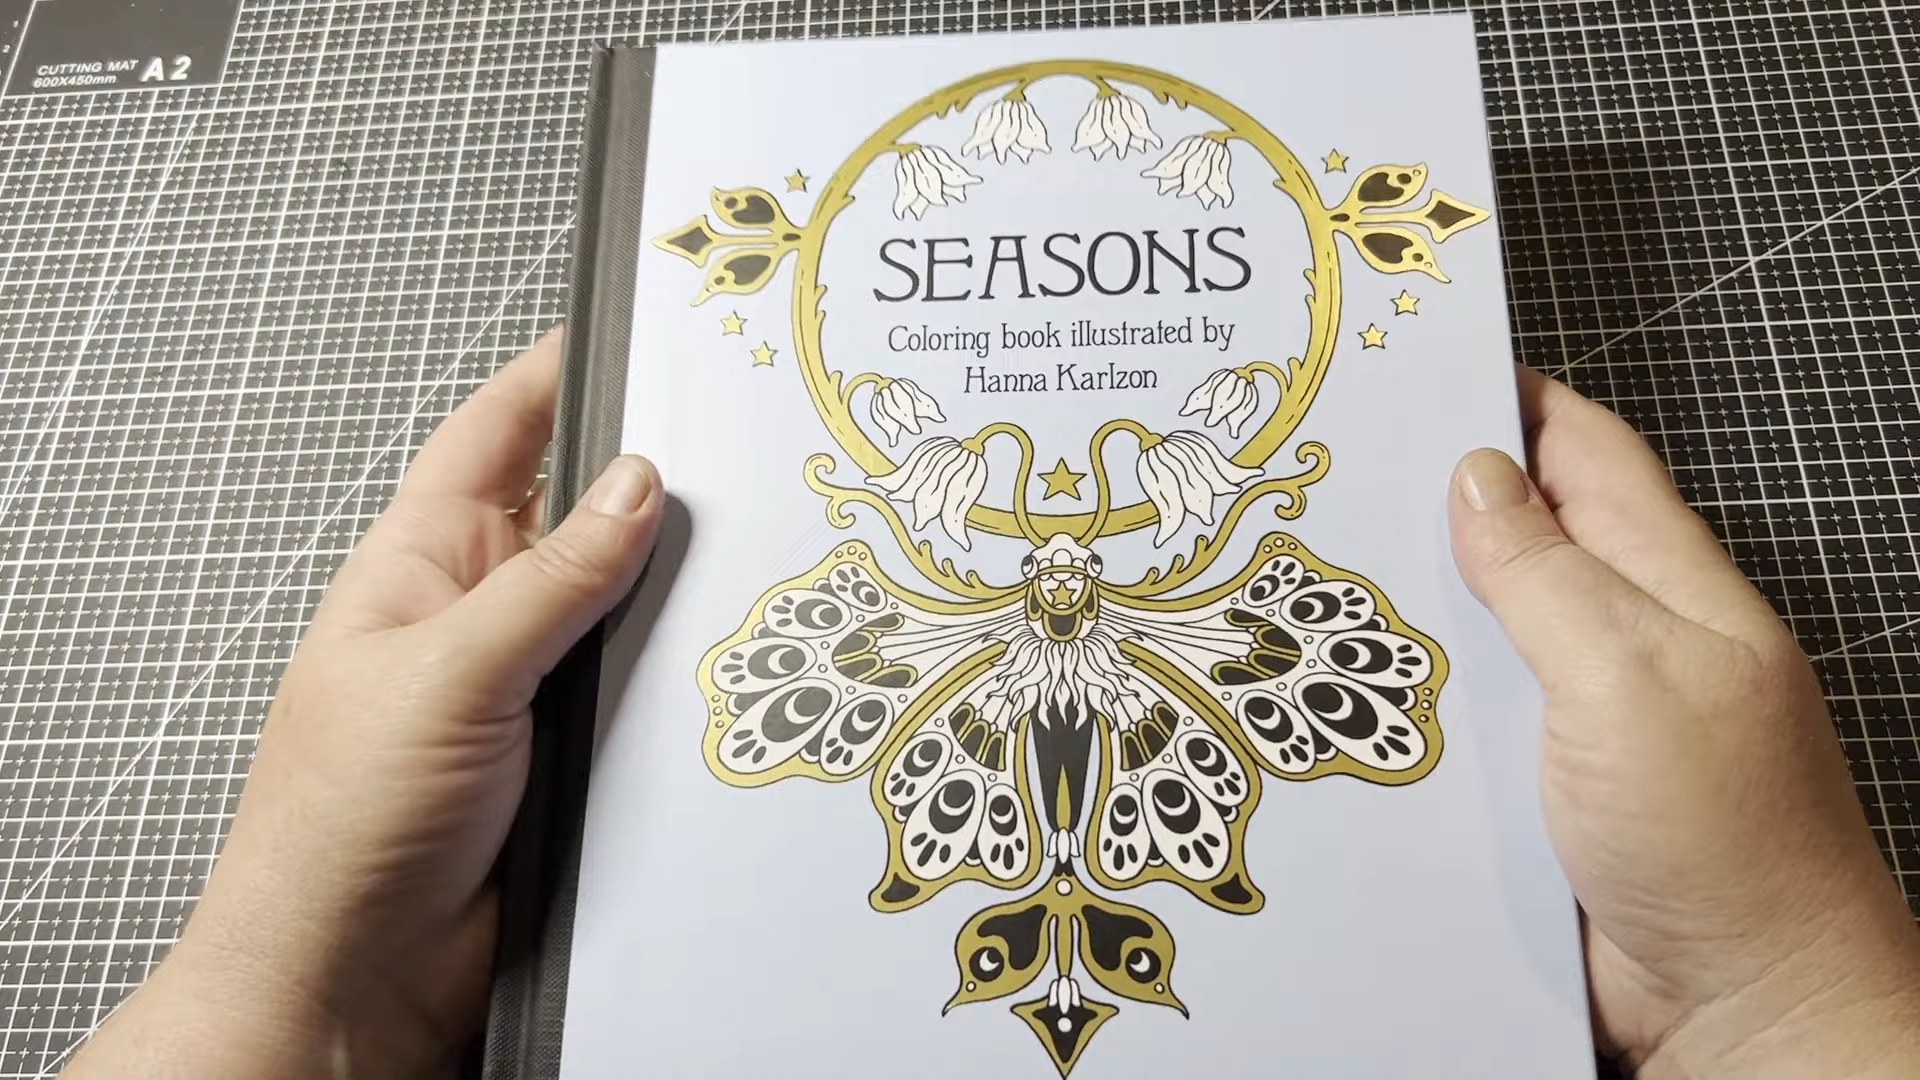 CUTTING MAT A2
600X450mm
SEASONS
Coloring book illustrated by
Hanna Karlzon